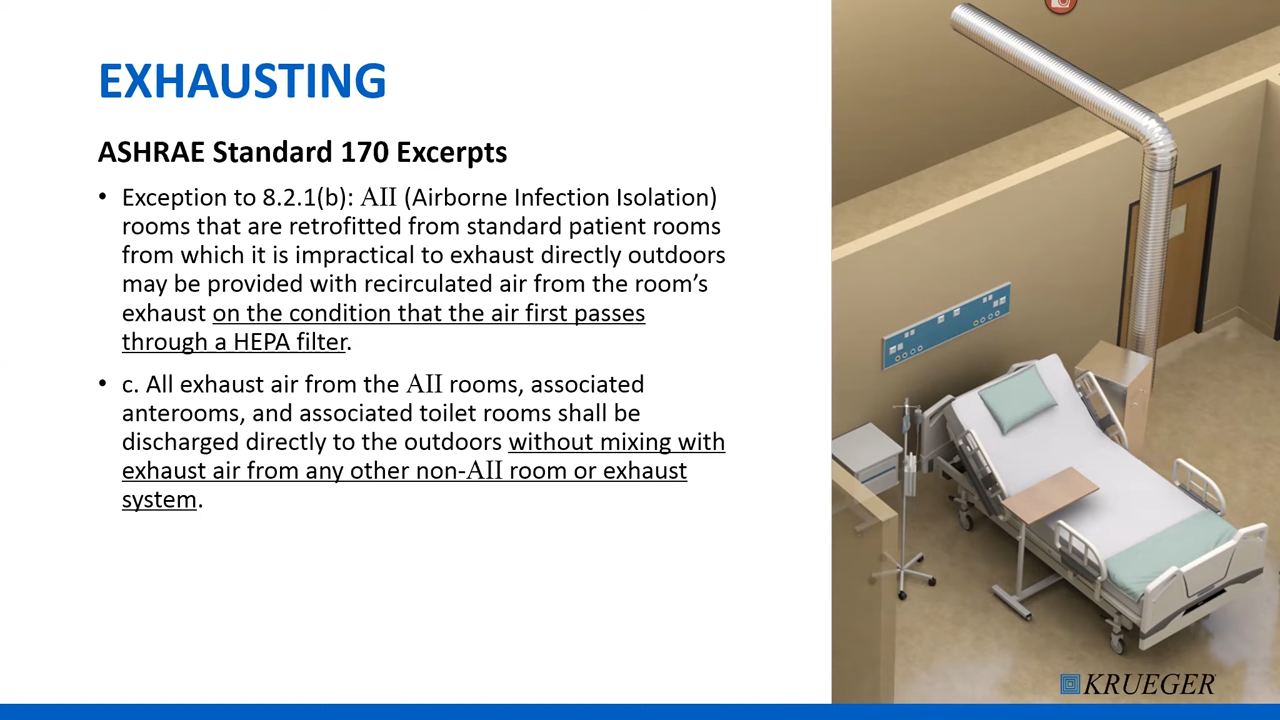 EXHAUSTING
ASHRAE Standard 170 Excerpts
• Exception to 8.2.1(b): AII (Airborne Infection Isolation)
rooms that are retrofitted from standard patient rooms
from which it is impractical to exhaust directly outdoors
may be provided with recirculated air from the room’s
exhaust on the condition that the air first passes
through a HEPA filter.
• c. All exhaust air from the AII rooms, associated
anterooms, and associated toilet rooms shall be
discharged directly to the outdoors without mixing with
exhaust air from any other non-AII room or exhaust
system.
KRUEGER